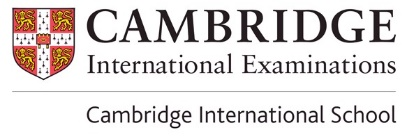 CAMBRIDGE
International Examinations
Cambridge International School